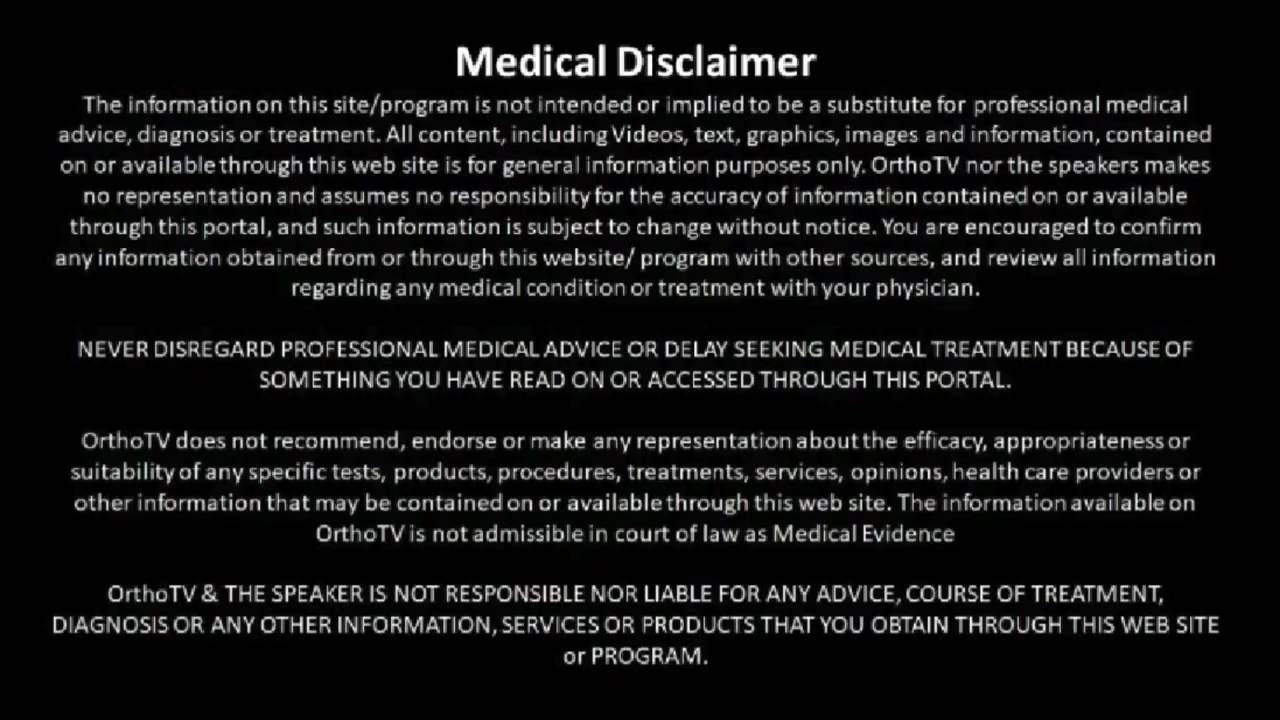 Medical Disclaimer
The information on this site/program is not intended or implied to be a substitute for professional medical
advice, diagnosis or treatment. All content, including Videos, text, graphics, images and information, contained
on or available through this web site is for general information purposes only. OrthoTV nor the speakers makes
no representation and assumes no responsibility for the accuracy of information contained on or available
through this portal, and such information is subject to change without notice. You are encouraged to confirm
any information obtained from or through this website/ program with other sources, and review all information
regarding any medical condition or treatment with your physician.
NEVER DISREGARD PROFESSIONAL MEDICAL ADVICE OR DELAY SEEKING MEDICAL TREATMENT BECAUSE OF
SOMETHING YOU HAVE READ ON OR ACCESSED THROUGH THIS PORTAL.
OrthoTV does not recommend, endorse or make any representation about the efficacy, appropriateness or
suitability of any specific tests, products, procedures, treatments, services, opinions, health care providers or
other information that may be contained on or available through this web site. The information available on
OrthoTV is not admissible in court of law as Medical Evidence
OrthoTV & THE SPEAKER IS NOT RESPONSIBLE NOR LIABLE FOR ANY ADVICE, COURSE OF TREATMENT,
DIAGNOSIS OR ANY OTHER INFORMATION, SERVICES OR PRODUCTS THAT YOU OBTAIN THROUGH THIS WEB SITE
or PROGRAM.